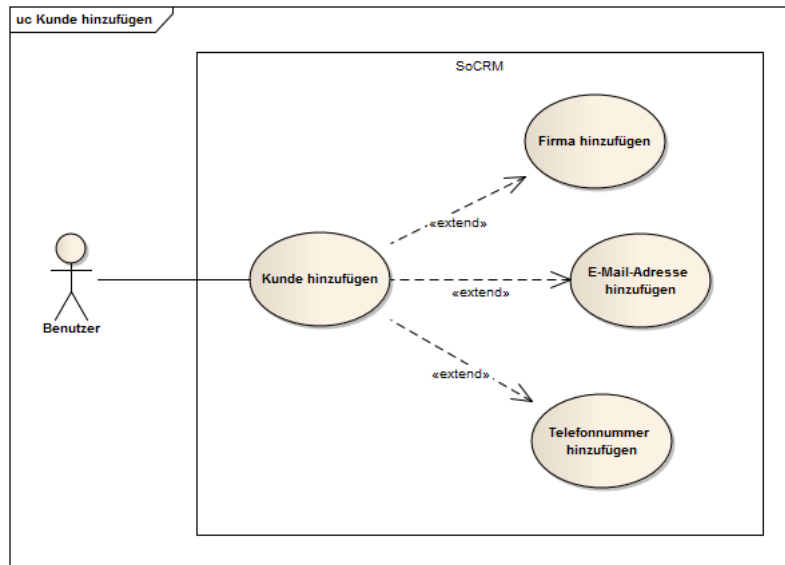 uc Kunde hinzufügen
SoCRM
Firma hinzufügen
«extend»
Kunde hinzufügen
E-Mail-Adresse
hinzufügen
«extend»
Benutzer
«extend»
Telefonnummer
hinzufügen